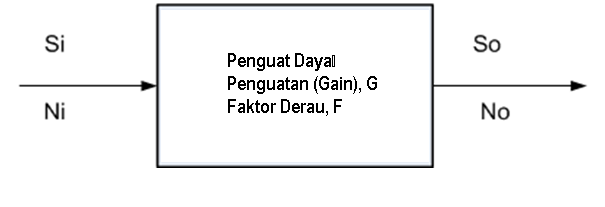 Si
Ni
Penguat Daya
Penguatan (Gain), G
Faktor Derau, F
So
No